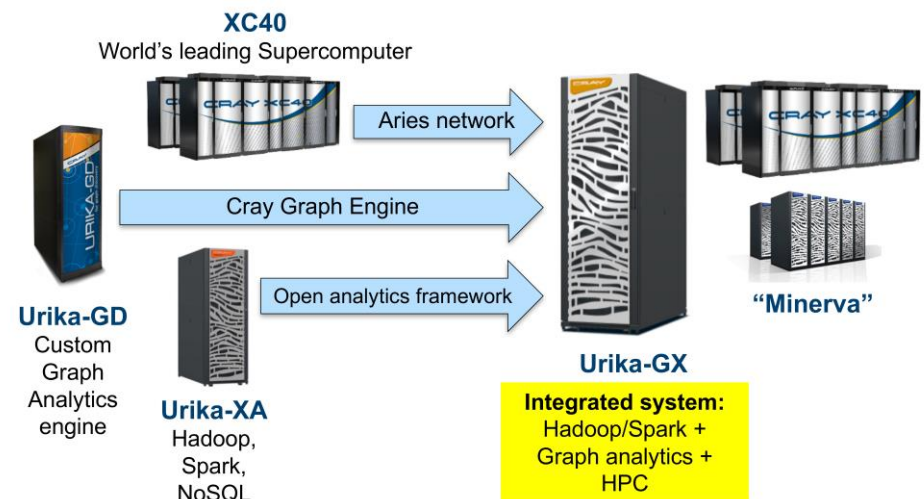 XC40
World's leading Supercomputer
CRAY XC40
CRAY
CRAY XC40
Aries network
CRAY
URIKA-GD
Cray Graph Engine
Open analytics framework
"Minerva"
Urika-GD
Custom
Graph
Analytics
engine
Urika-XA
Hadoop,
Spark,
NoSQL
Urika-GX
Integrated system:
Hadoop/Spark +
Graph analytics +
HPC